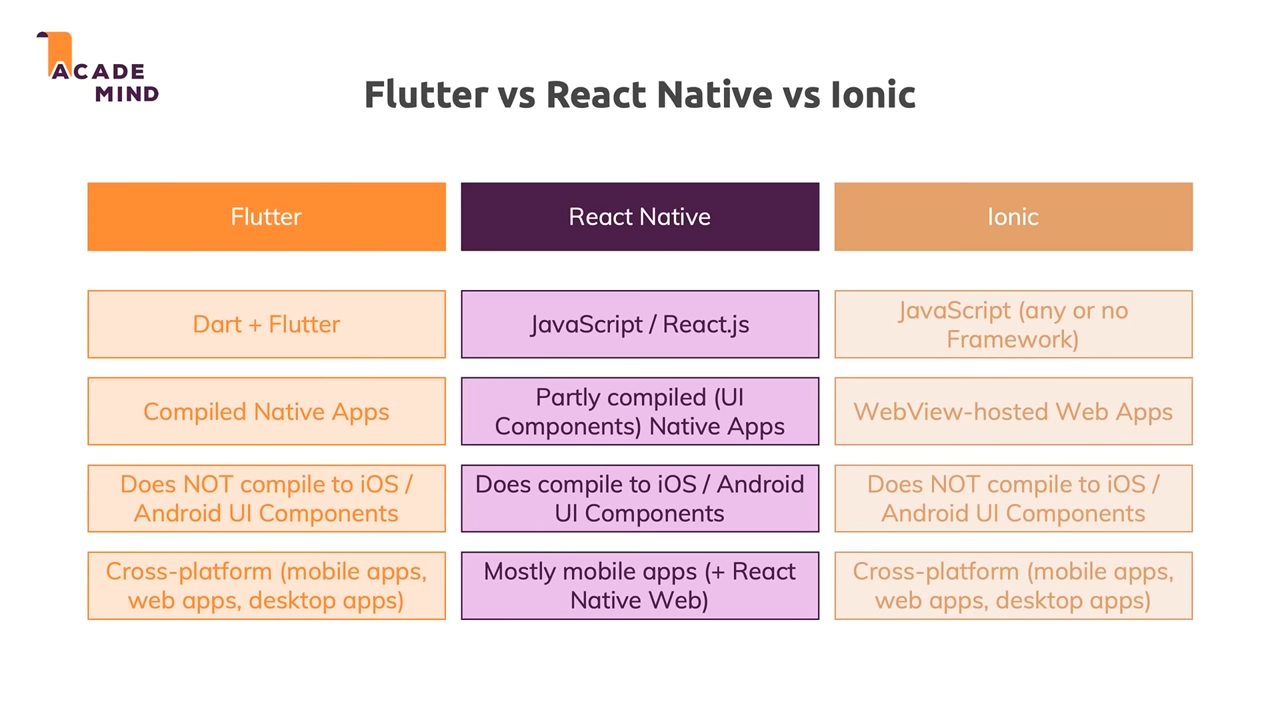 ACADE
MIND
Flutter vs React Native vs Ionic
Flutter
React Native
Ionic
Dart + Flutter
JavaScript / React.js
JavaScript (any or no
Framework)
Compiled Native Apps
Partly compiled (UI
Components) Native Apps
WebView-hosted Web Apps
Does NOT compile to iOS /
Android UI Components
Does compile to iOS / Android
UI Components
Does NOT compile to iOS /
Android UI Components
Cross-platform (mobile apps,
web apps, desktop apps)
Mostly mobile apps (+ React
Native Web)
Cross-platform (mobile apps,
web apps, desktop apps)